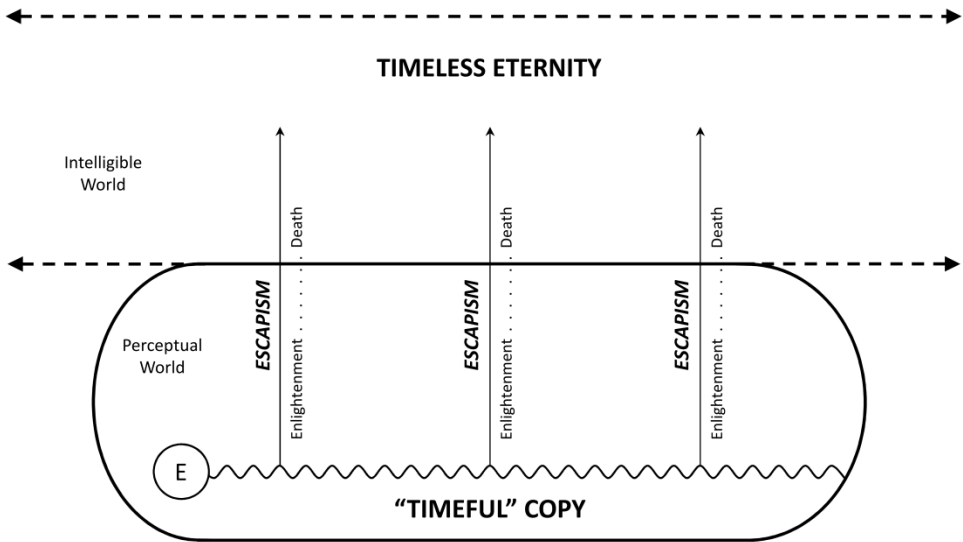 TIMELESS ETERNITY
Intelligible
World
Perceptual
World
ESCAPISM
Enlightenment . . . . . . . Death
ESCAPISM
Enlightenment . . . . . . . Death
ESCAPISM
Enlightenment . . . . . . . Death
E
“TIMEFUL” COPY